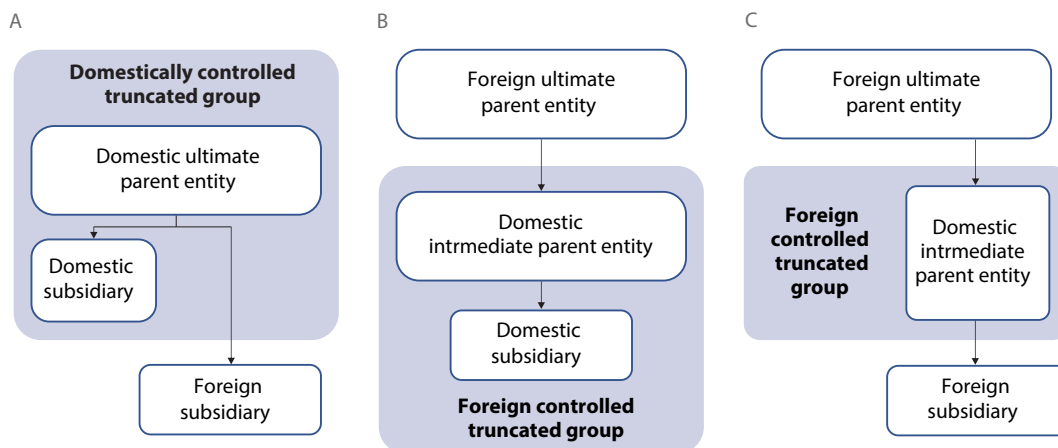 A
Domestically controlled
truncated group
Domestic ultimate
parent entity
Domestic
subsidiary
Foreign
subsidiary
B
Foreign ultimate
parent entity
Domestic
intrmediate parent entity
Domestic
subsidiary
Foreign controlled
truncated group
C
Foreign ultimate
parent entity
Foreign
controlled
truncated
group
Domestic
intrmediate
parent entity
Foreign
subsidiary